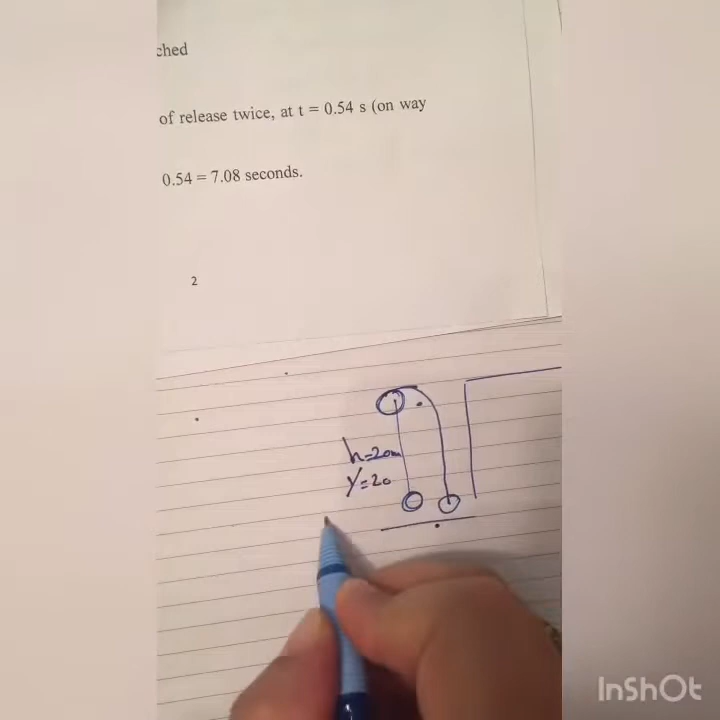 ched
of release twice, at t = 0.54 s (on way
0.54 = 7.08 seconds.
2
h=20m
y=20
InShOt